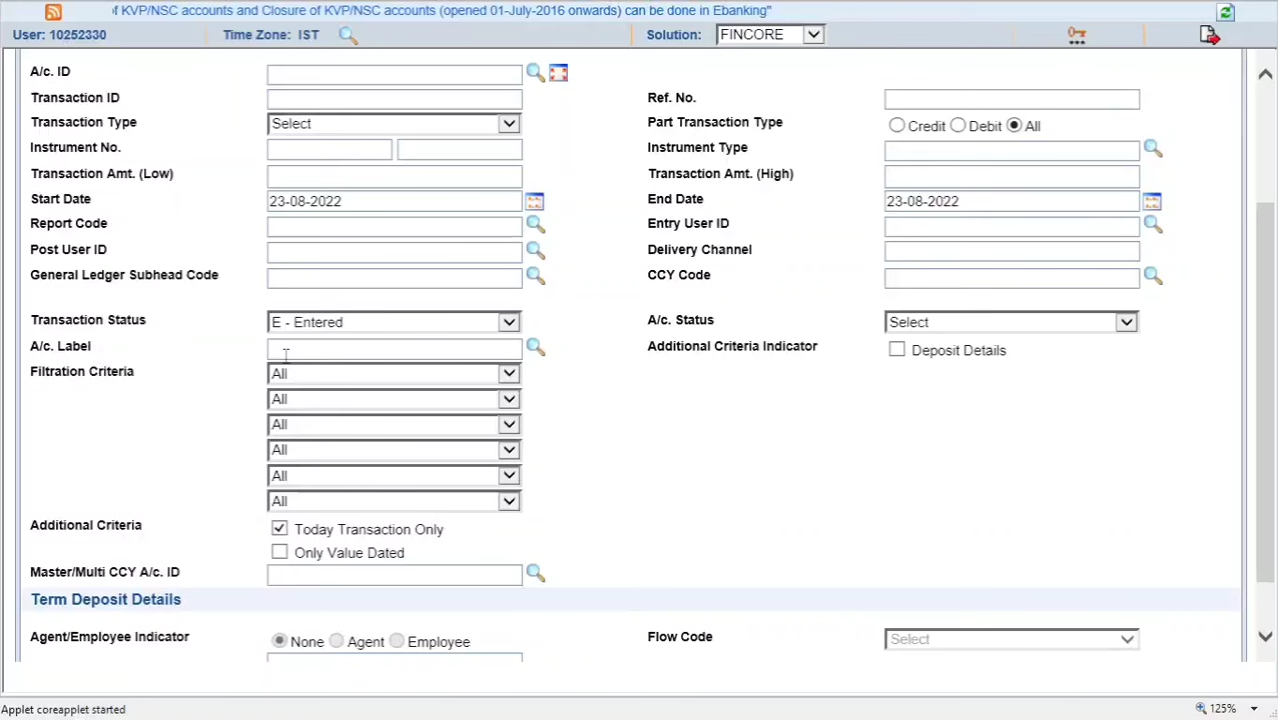 of KVP/NSC accounts and Closure of KVP/NSC accounts (opened 01-July-2016 onwards) can be done in Ebanking"
User: 10252330 Time Zone: IST Solution: FINCORE
A/c. ID
Transaction ID Ref. No.
Transaction Type Select Part Transaction Type Credit Debit All
Instrument No. Instrument Type
Transaction Amt. (Low) Transaction Amt. (High)
Start Date 23-08-2022 End Date 23-08-2022
Report Code Entry User ID
Post User ID Delivery Channel
General Ledger Subhead Code CCY Code
Transaction Status E - Entered A/c. Status Select
A/c. Label Additional Criteria Indicator Deposit Details
Filtration Criteria All
All
All
All
All
All
Additional Criteria Today Transaction Only
Only Value Dated
Master/Multi CCY A/c. ID
Term Deposit Details
Agent/Employee Indicator None Agent Employee Flow Code Select
Applet coreapplet started 125%